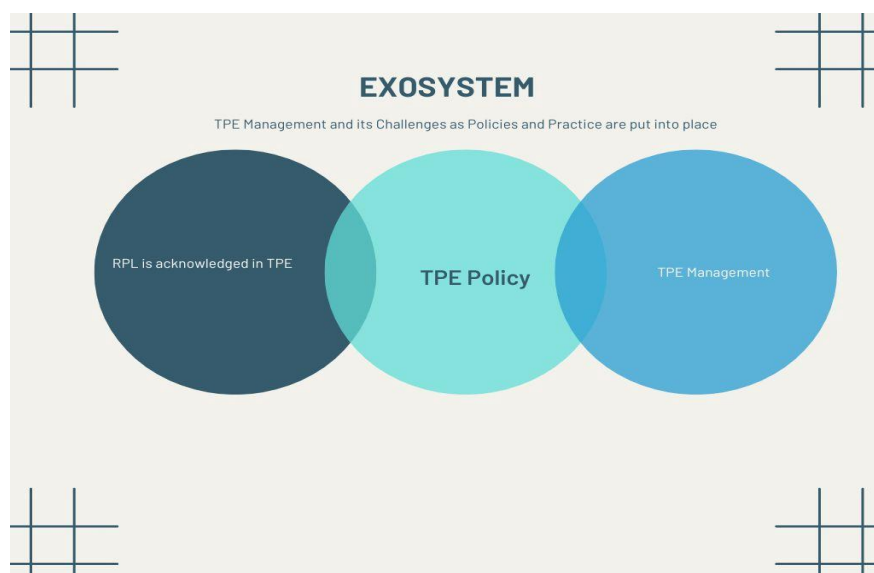 EXOSYSTEM
TPE Management and its Challenges as Policies and Practice are put into place
RPL is acknowledged in TPE
TPE Policy
TPE Management